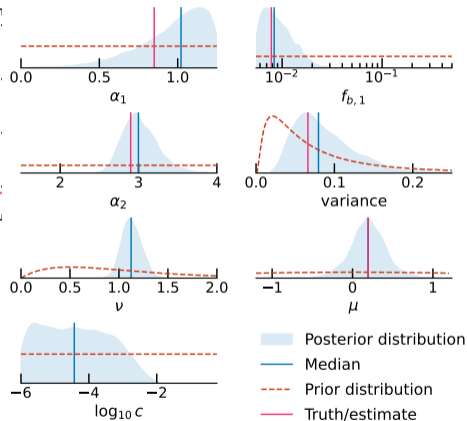 0.0 0.5 1.0
α₁
10⁻² 10⁻¹
f_{b,1}
2 3 4
α₂
0.0 0.1 0.2
variance
0.0 0.5 1.0 1.5 2.0
ν
−1 0 1
μ
−6 −4 −2
log₁₀ c
Posterior distribution
Median
Prior distribution
Truth/estimate